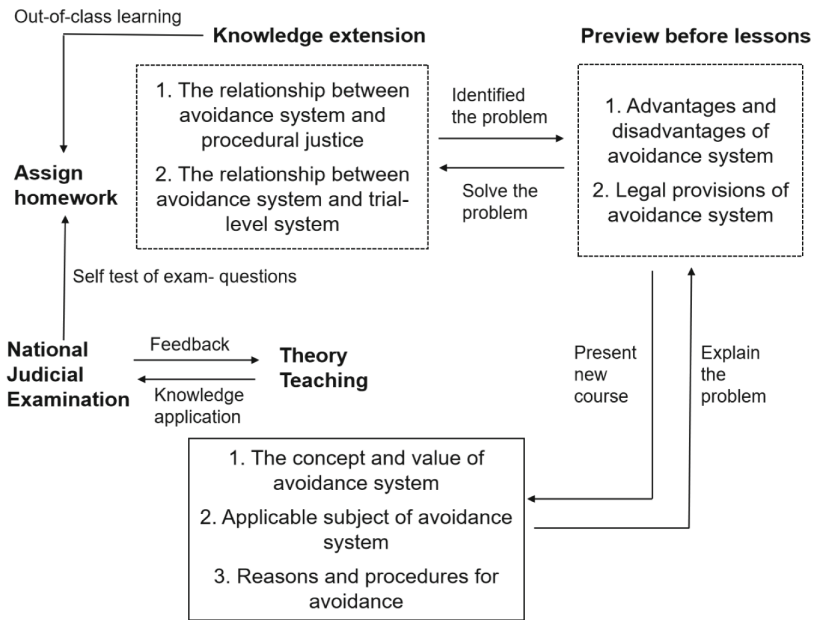 Out-of-class learning
Knowledge extension
Preview before lessons
1. The relationship between
avoidance system and
procedural justice
2. The relationship between
avoidance system and trial-
level system
Identified
the problem
Solve the
problem
1. Advantages and
disadvantages of
avoidance system
2. Legal provisions of
avoidance system
Assign
homework
Self test of exam- questions
National
Judicial
Examination
Feedback
Knowledge
application
Theory
Teaching
Present
new
course
Explain
the
problem
1. The concept and value of
avoidance system
2. Applicable subject of avoidance
system
3. Reasons and procedures for
avoidance